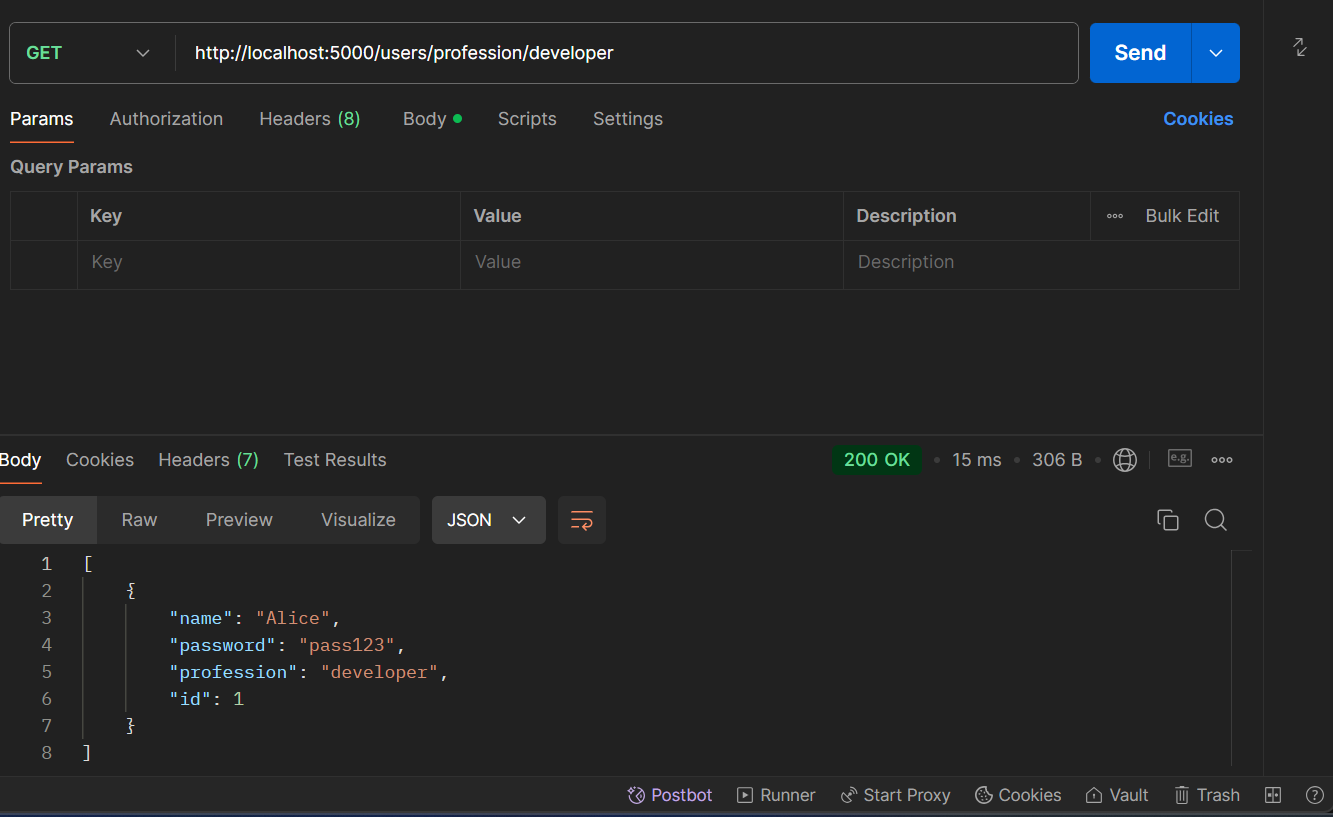 GET http://localhost:5000/users/profession/developer Send
Params Authorization Headers (8) Body Scripts Settings Cookies
Query Params
Key Value Description Bulk Edit
Key Value Description
Body Cookies Headers (7) Test Results 200 OK 15 ms 306 B e.g.
Pretty Raw Preview Visualize JSON
1 [
2 {
3 "name": "Alice",
4 "password": "pass123",
5 "profession": "developer",
6 "id": 1
7 }
8 ]
Postbot Runner Start Proxy Cookies Vault Trash ?